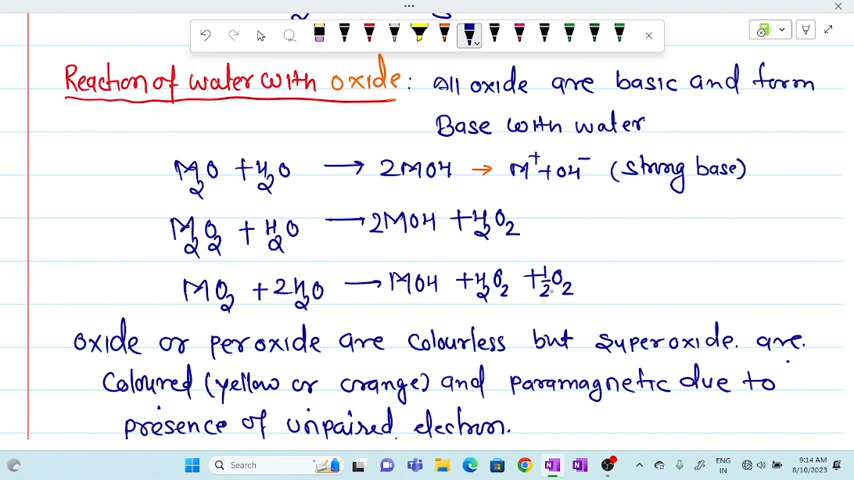 Reaction of water with oxide: All oxide are basic and form
Base with water
M2O + H2O → 2MOH → M+ + OH- (strong base)
M2O2 + H2O → 2MOH + H2O2
MO2 + 2H2O → MOH + H2O2 + 1/2 O2
oxide or peroxide are colourless but superoxide. are.
Coloured (yellow or orange) and paramagnetic due to
presence of unpaired. electron.
Search
ENG
IN
9:14 AM
8/10/2023